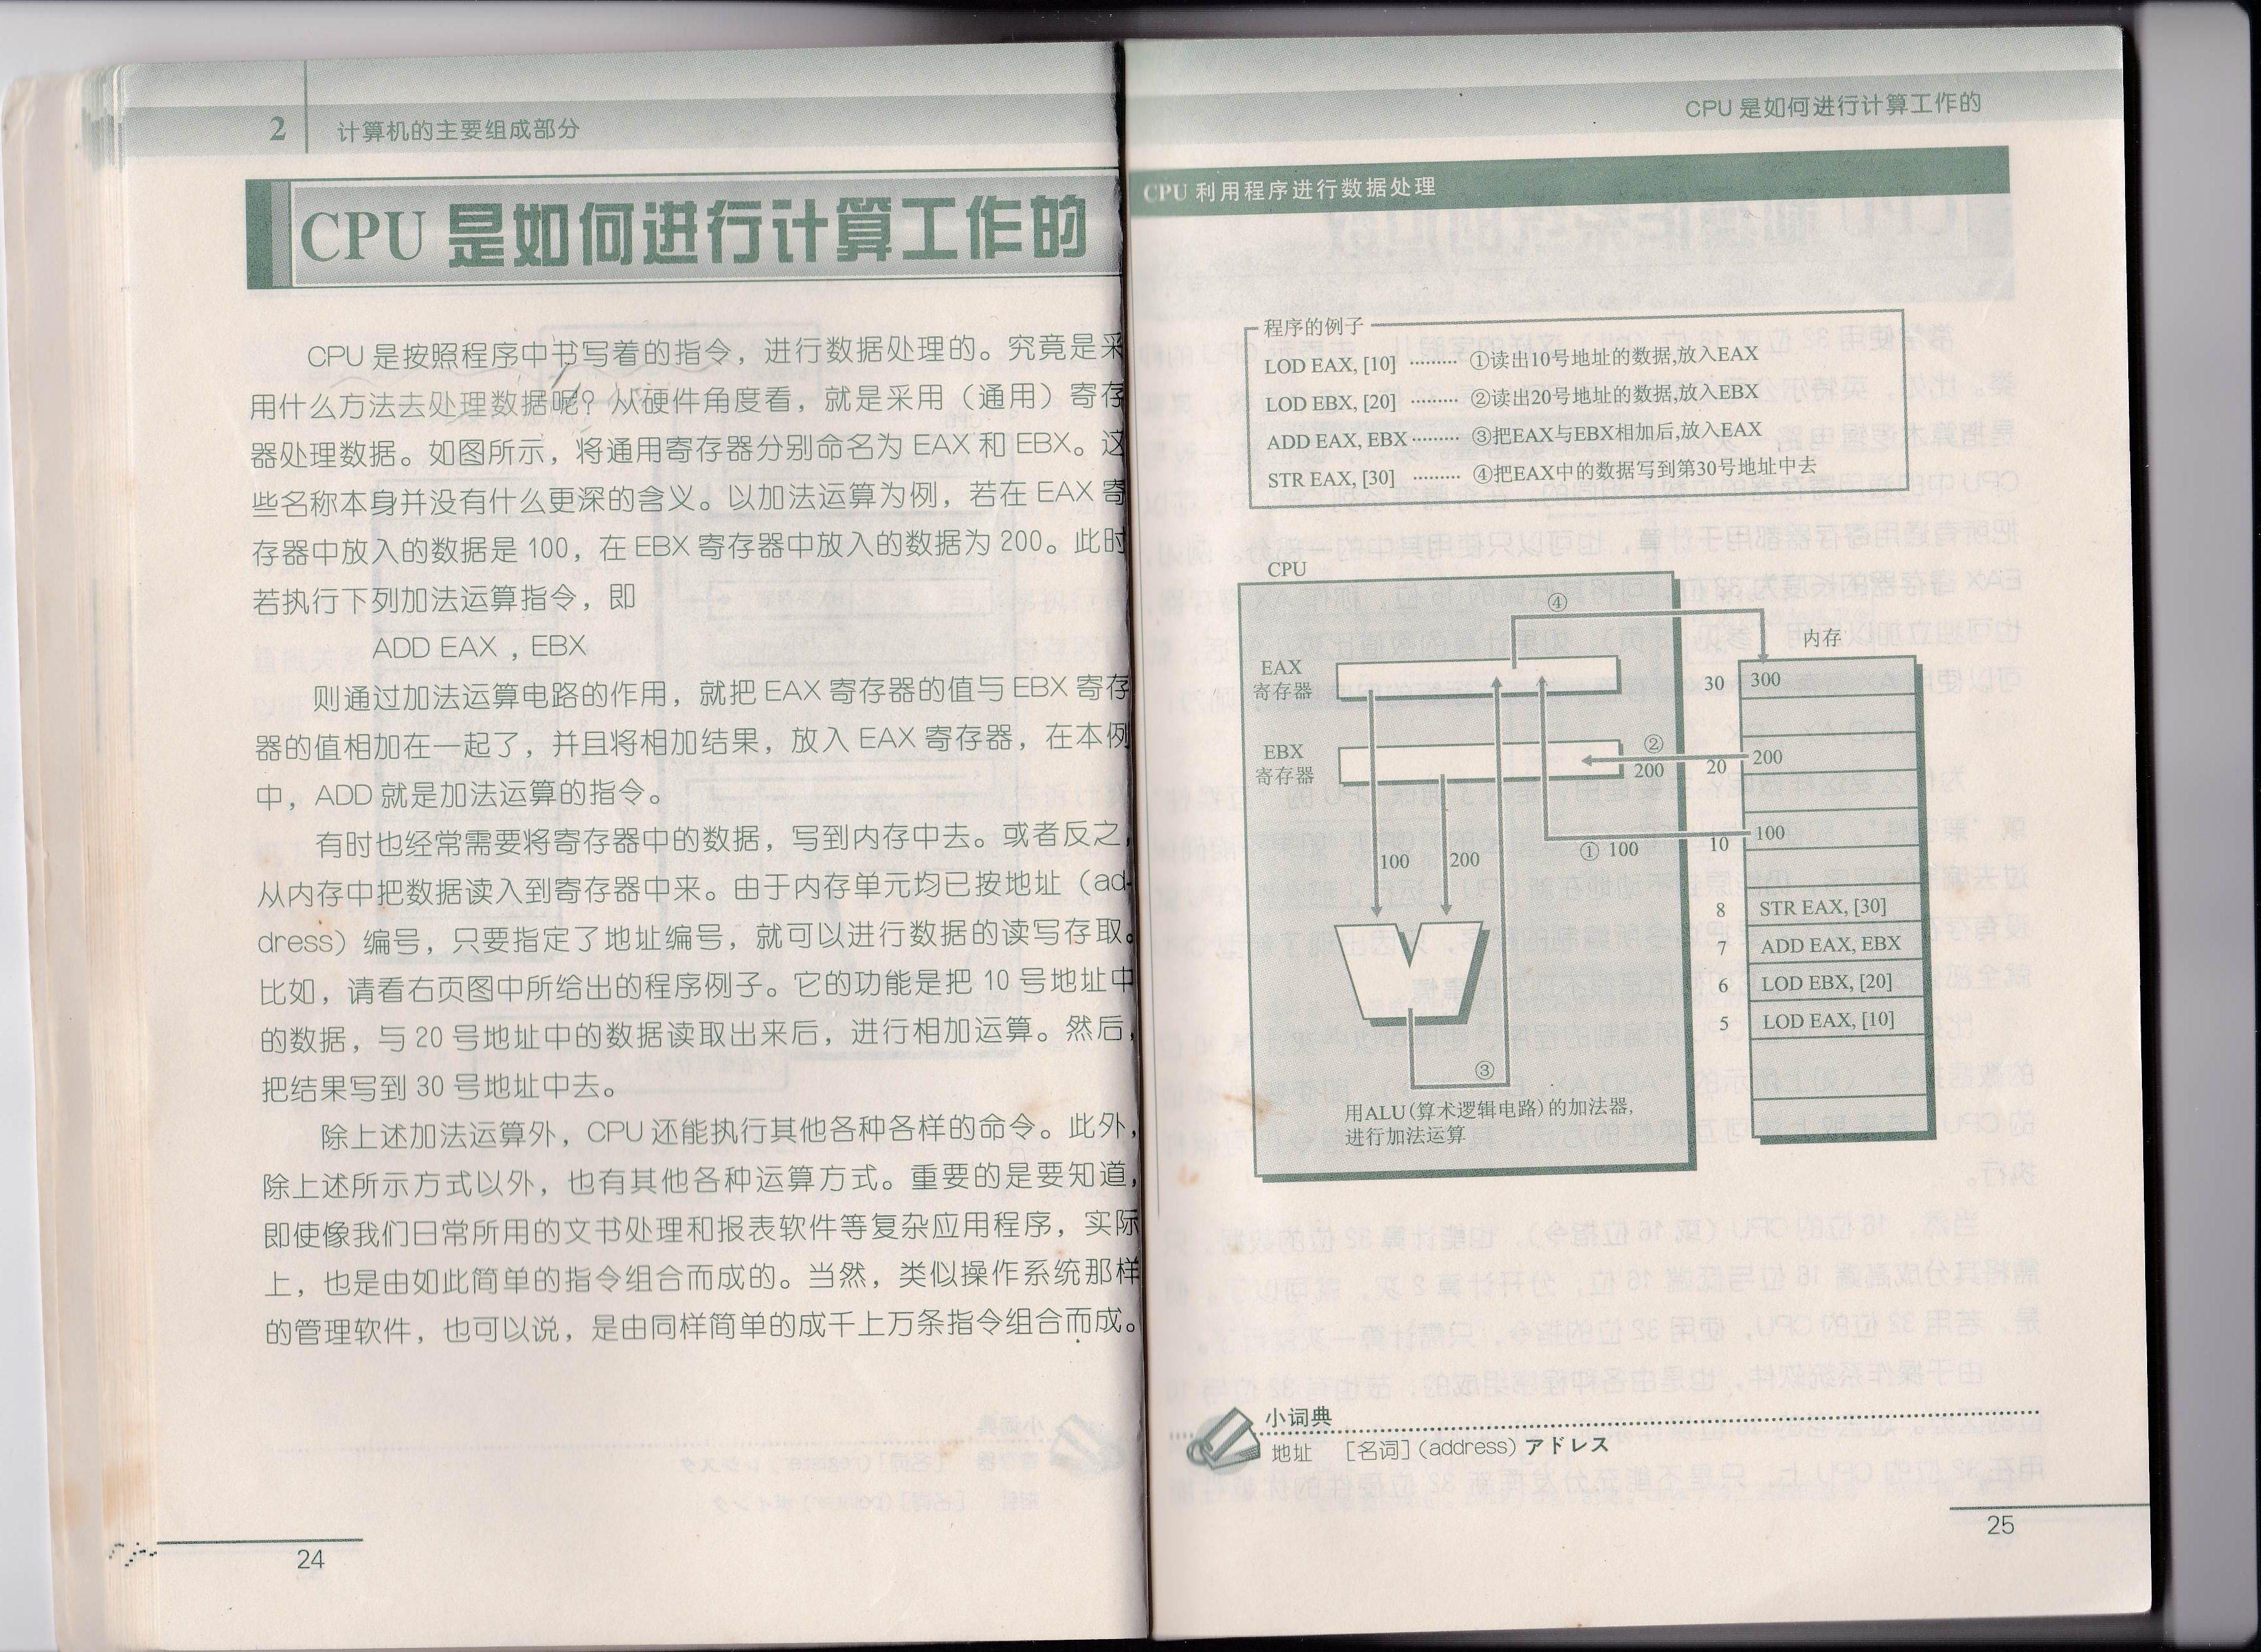 2 计算机的主要组成部分
CPU 是如何进行计算工作的
CPU 是按照程序中书写着的指令，进行数据处理的。究竟是采
用什么方法去处理数据呢？从硬件角度看，就是采用（通用）寄存
器处理数据。如图所示，将通用寄存器分别命名为 EAX 和 EBX。这
些名称本身并没有什么更深的含义。以加法运算为例，若在 EAX 寄
存器中放入的数据是 100，在 EBX 寄存器中放入的数据为 200。此时
若执行下列加法运算指令，即
ADD EAX , EBX
则通过加法运算电路的作用，就把 EAX 寄存器的值与 EBX 寄存
器的值相加在一起了，并且将相加结果，放入 EAX 寄存器，在本例
中，ADD 就是加法运算的指令。
有时也经常需要将寄存器中的数据，写到内存中去。或者反之，
从内存中把数据读入到寄存器中来。由于内存单元均已按地址（ad-
dress）编号，只要指定了地址编号，就可以进行数据的读写存取。
比如，请看右页图中所给出的程序例子。它的功能是把 10 号地址中
的数据，与 20 号地址中的数据读取出来后，进行相加运算。然后，
把结果写到 30 号地址中去。
除上述加法运算外，CPU 还能执行其他各种各样的命令。此外，
除上述所示方式以外，也有其他各种运算方式。重要的是要知道，
即使像我们日常所用的文书处理和报表软件等复杂应用程序，实际
上，也是由如此简单的指令组合而成的。当然，类似操作系统那样
的管理软件，也可以说，是由同样简单的成千上万条指令组合而成。
24
CPU 是如何进行计算工作的
CPU 利用程序进行数据处理
程序的例子
LOD EAX, [10] ········· ①读出10号地址的数据,放入EAX
LOD EBX, [20] ········· ②读出20号地址的数据,放入EBX
ADD EAX, EBX ········· ③把EAX与EBX相加后,放入EAX
STR EAX, [30] ········· ④把EAX中的数据写到第30号地址中去
CPU
④
内存
EAX
寄存器
30 300
EBX
寄存器
②
200 20 200
① 100 10 100
100 200
8 STR EAX, [30]
7 ADD EAX, EBX
6 LOD EBX, [20]
5 LOD EAX, [10]
③
用ALU(算术逻辑电路)的加法器,
进行加法运算
小词典
地址 [名词] (address) アドレス
25